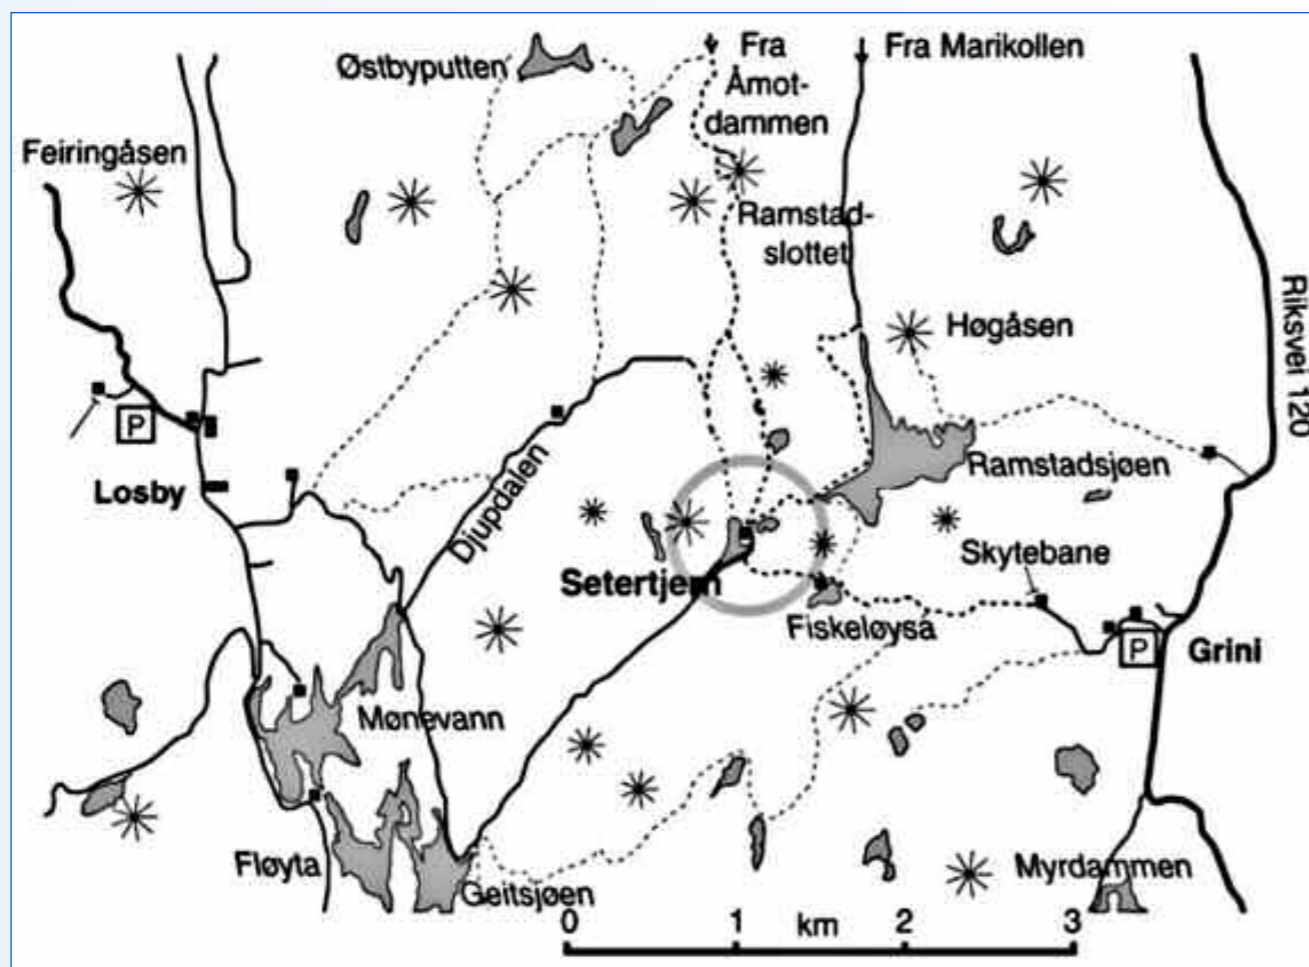 Østbyputten
Fra
Åmot-
dammen
Fra Marikollen
Feiringåsen
Ramstad-
slottet
Høgåsen
Riksvei 120
P
Losby
Djupdalen
Ramstadsjøen
Skytebane
Setertjern
Fiskeløysa
P
Grini
Mønevann
Fløyta
Geitsjøen
Myrdammen
0 1 km 2 3